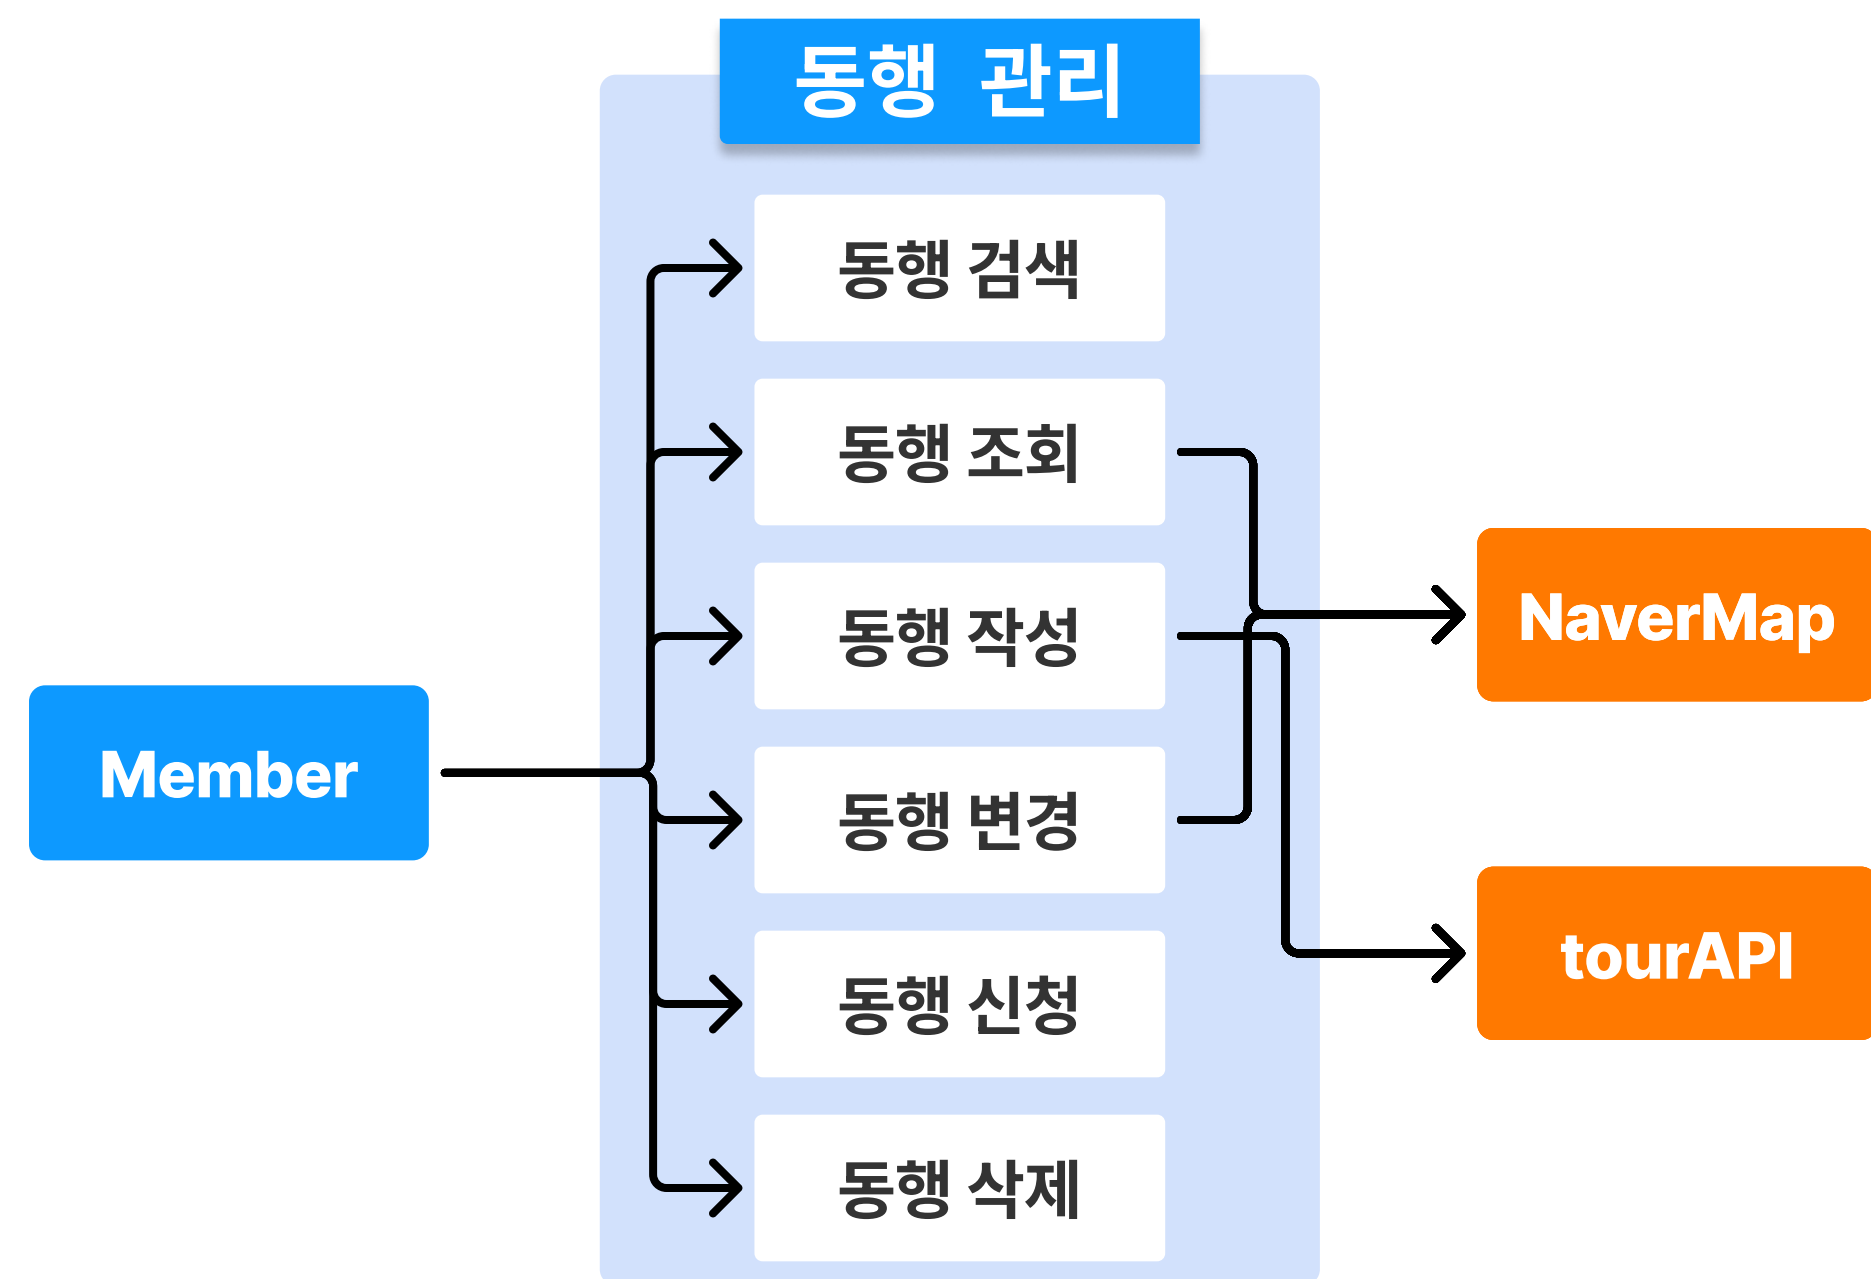 동행 관리
동행 검색
동행 조회
동행 작성
NaverMap
Member
동행 변경
tourAPI
동행 신청
동행 삭제